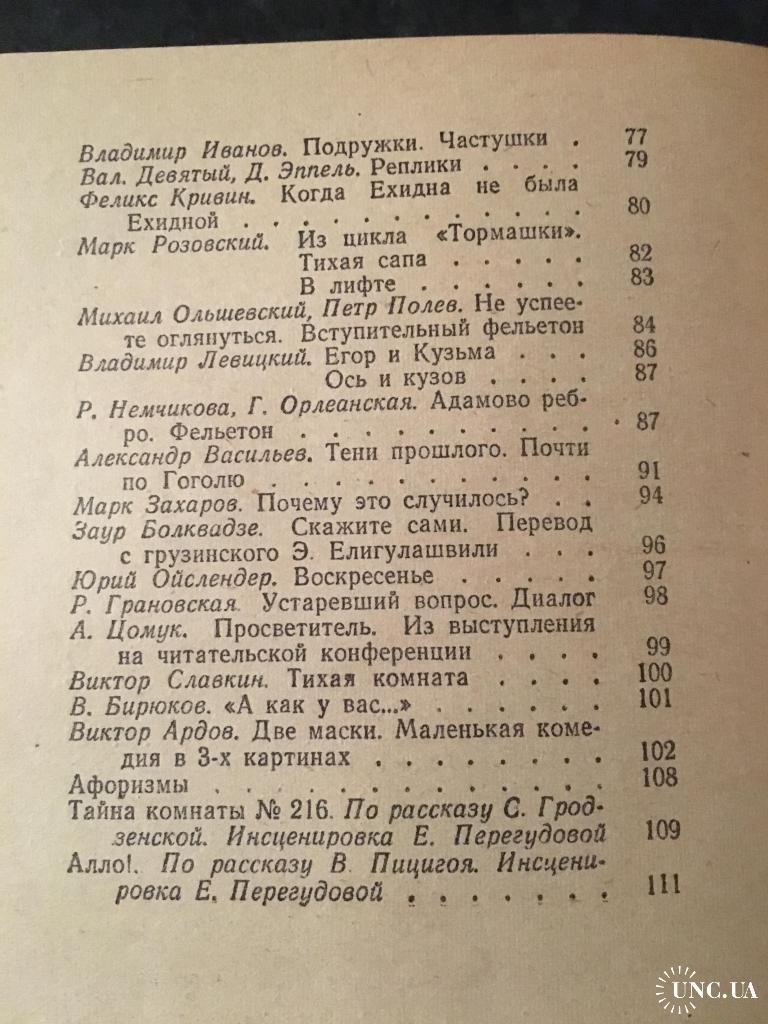 Владимир Иванов. Подружки. Частушки . 77
Вал. Девятый, Д. Эппель. Реплики . . . . 79
Феликс Кривин. Когда Ехидна не была
Ехидной . . . . . . . . . . . 80
Марк Розовский. Из цикла «Тормашки».
Тихая сапа . . . . . 82
В лифте . . . . . . 83
Михаил Ольшевский, Петр Полев. Не успее-
те оглянуться. Вступительный фельетон 84
Владимир Левицкий. Егор и Кузьма . . . 86
Ось и кузов . . . . 87
Р. Немчикова, Г. Орлеанская. Адамово реб-
ро. Фельетон . . . . . . . . . . 87
Александр Васильев. Тени прошлого. Почти
по Гоголю . . . . . . . . . . . 91
Марк Захаров. Почему это случилось? . . 94
Заур Болквадзе. Скажите сами. Перевод
с грузинского Э. Елигулашвили . . . 96
Юрий Ойслендер. Воскресенье . . . . . 97
Р. Грановская. Устаревший вопрос. Диалог 98
А. Цомук. Просветитель. Из выступления
на читательской конференции . . . . 99
Виктор Славкин. Тихая комната . . . . 100
В. Бирюков. «А как у вас...» . . . . . . 101
Виктор Ардов. Две маски. Маленькая коме-
дия в 3-х картинах . . . . . . . . 102
Афоризмы . . . . . . . . . . . . . 108
Тайна комнаты № 216. По рассказу С. Грод-
зенской. Инсценировка Е. Перегудовой 109
Алло!. По рассказу В. Пицигоя. Инсцени-
ровка Е. Перегудовой . . . . . . . 111
UNC.UA